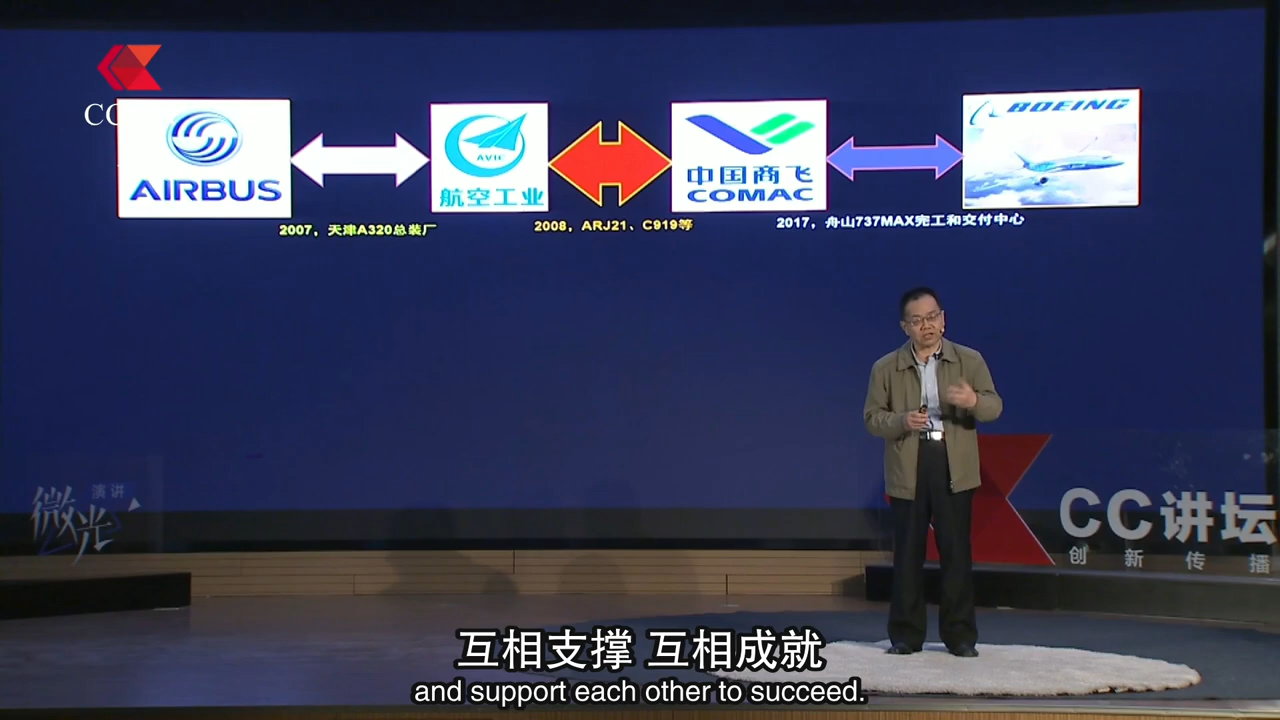 CC
AIRBUS
AVIC
航空工业
中国商飞
COMAC
BOEING
2007，天津A320总装厂
2008，ARJ21、C919等
2017，舟山737MAX完工和交付中心
微光
演讲
CC讲坛
创新传播
互相支撑 互相成就
and support each other to succeed.